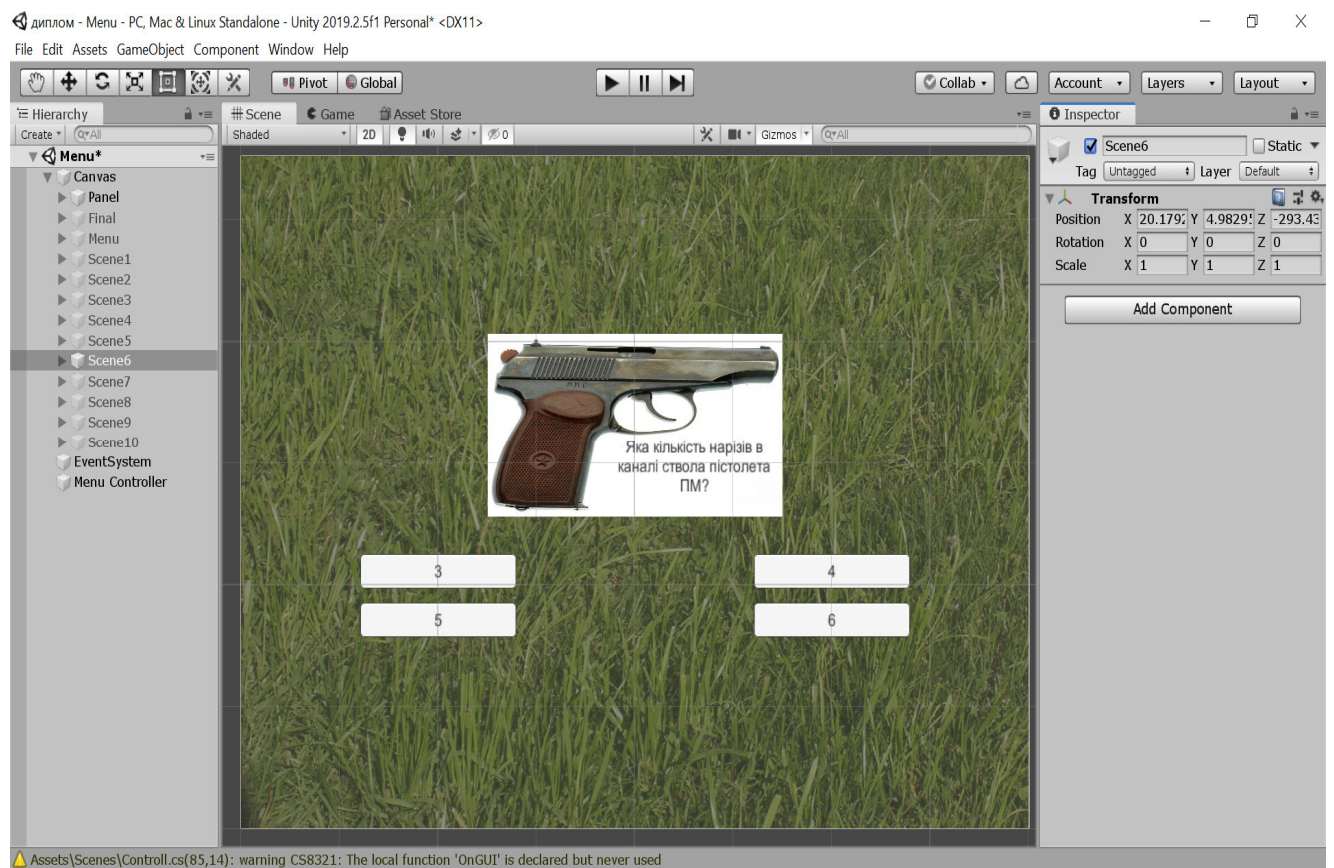 диплом - Menu - PC, Mac & Linux Standalone - Unity 2019.2.5f1 Personal* <DX11>
File Edit Assets GameObject Component Window Help
Pivot Global Collab Account Layers Layout
Hierarchy Scene Game Asset Store Inspector
Create All Shaded 2D 0 Gizmos All
Scene6 Static
Menu*
Tag Untagged Layer Default
Canvas
Panel
Transform
Final
Position X 20.1792 Y 4.9829 Z -293.43
Menu
Rotation X 0 Y 0 Z 0
Scene1
Scale X 1 Y 1 Z 1
Scene2
Scene3
Add Component
Scene4
Scene5
Scene6
Scene7
Scene8
Scene9
Scene10
EventSystem
Menu Controller
Яка кількість нарізів в
каналі ствола пістолета
ПМ?
3 4
5 6
Assets\Scenes\Controll.cs(85,14): warning CS8321: The local function 'OnGUI' is declared but never used